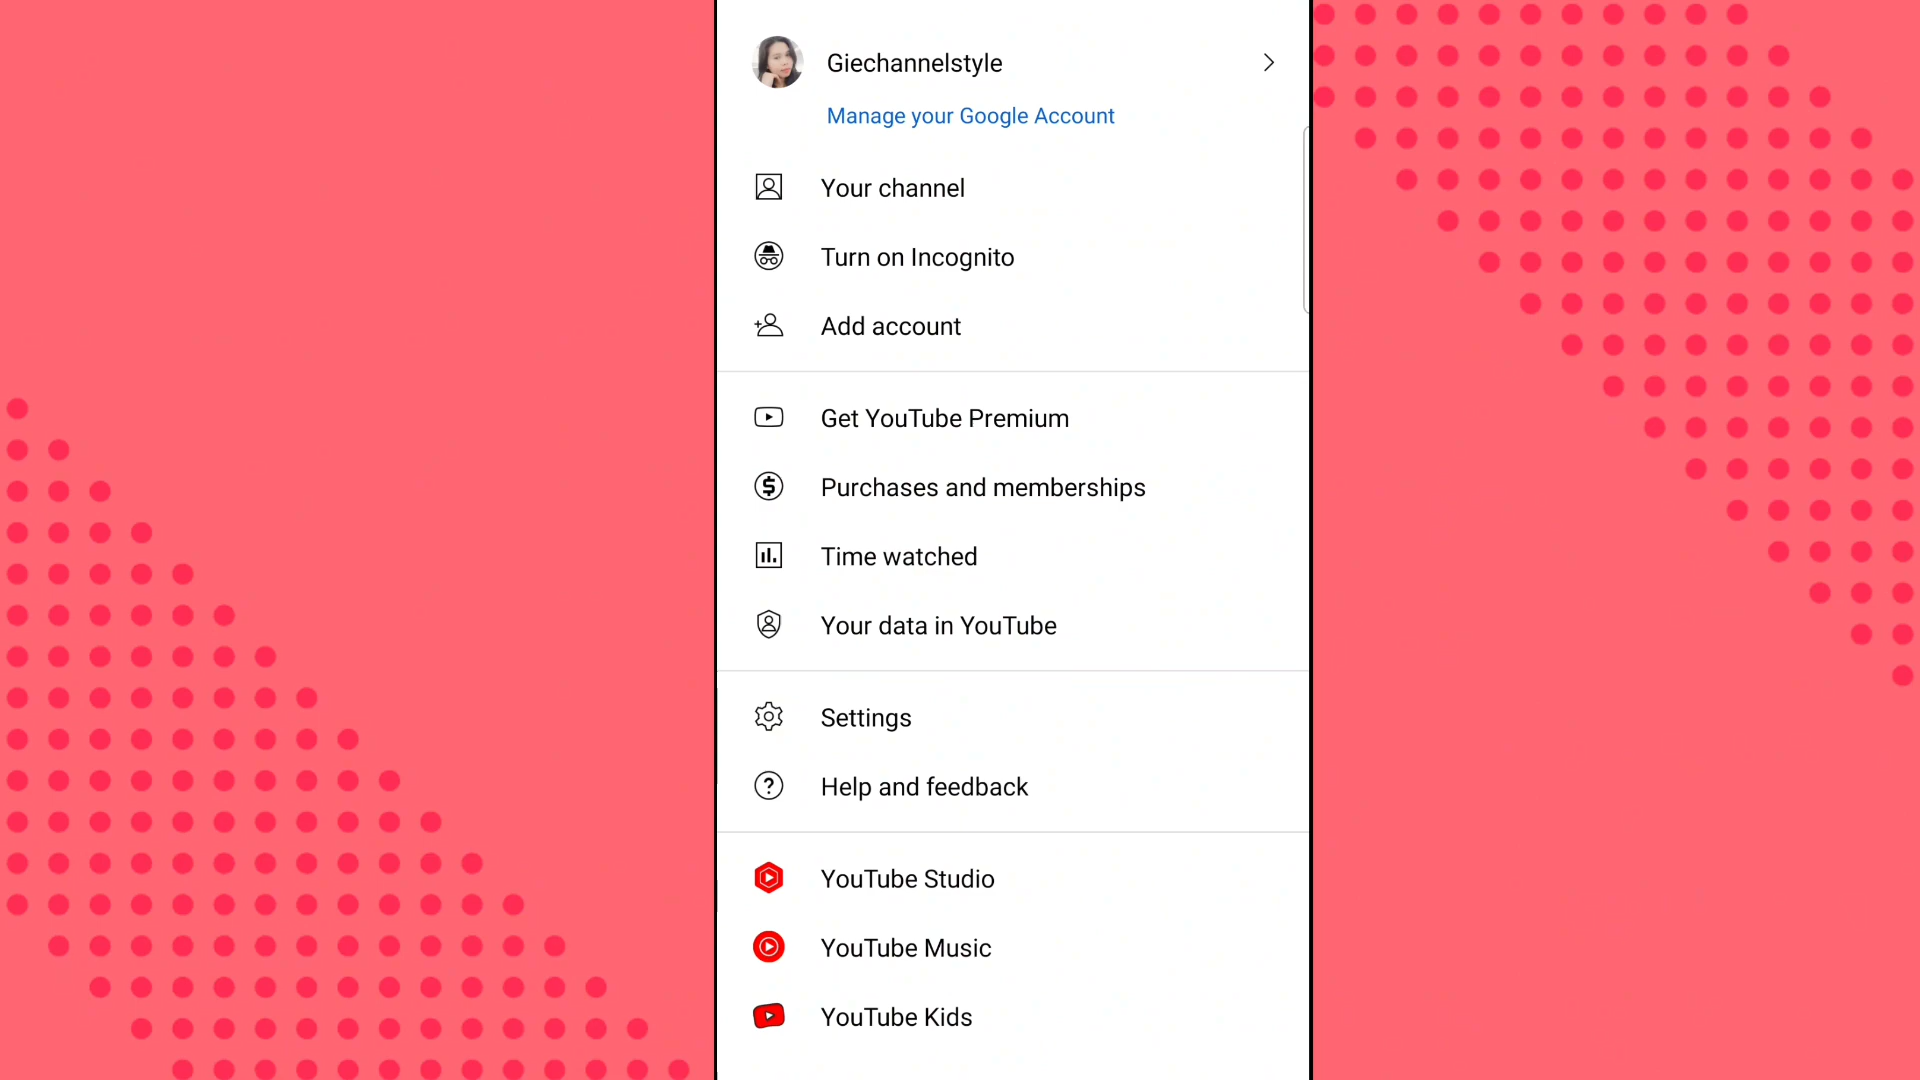 Giechannelstyle
Manage your Google Account
Your channel
Turn on Incognito
Add account
Get YouTube Premium
Purchases and memberships
Time watched
Your data in YouTube
Settings
Help and feedback
YouTube Studio
YouTube Music
YouTube Kids